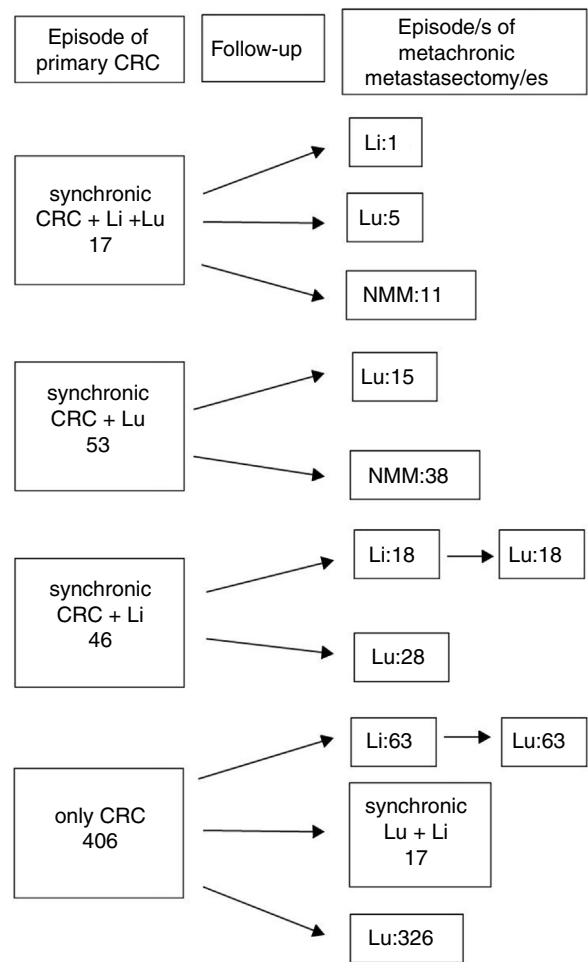 Episode of
primary CRC
Follow-up
Episode/s of
metachronic
metastasectomy/es
synchronic
CRC + Li +Lu
17
Li:1
Lu:5
NMM:11
synchronic
CRC + Lu
53
Lu:15
NMM:38
synchronic
CRC + Li
46
Li:18
Lu:18
Lu:28
only CRC
406
Li:63
Lu:63
synchronic
Lu + Li
17
Lu:326